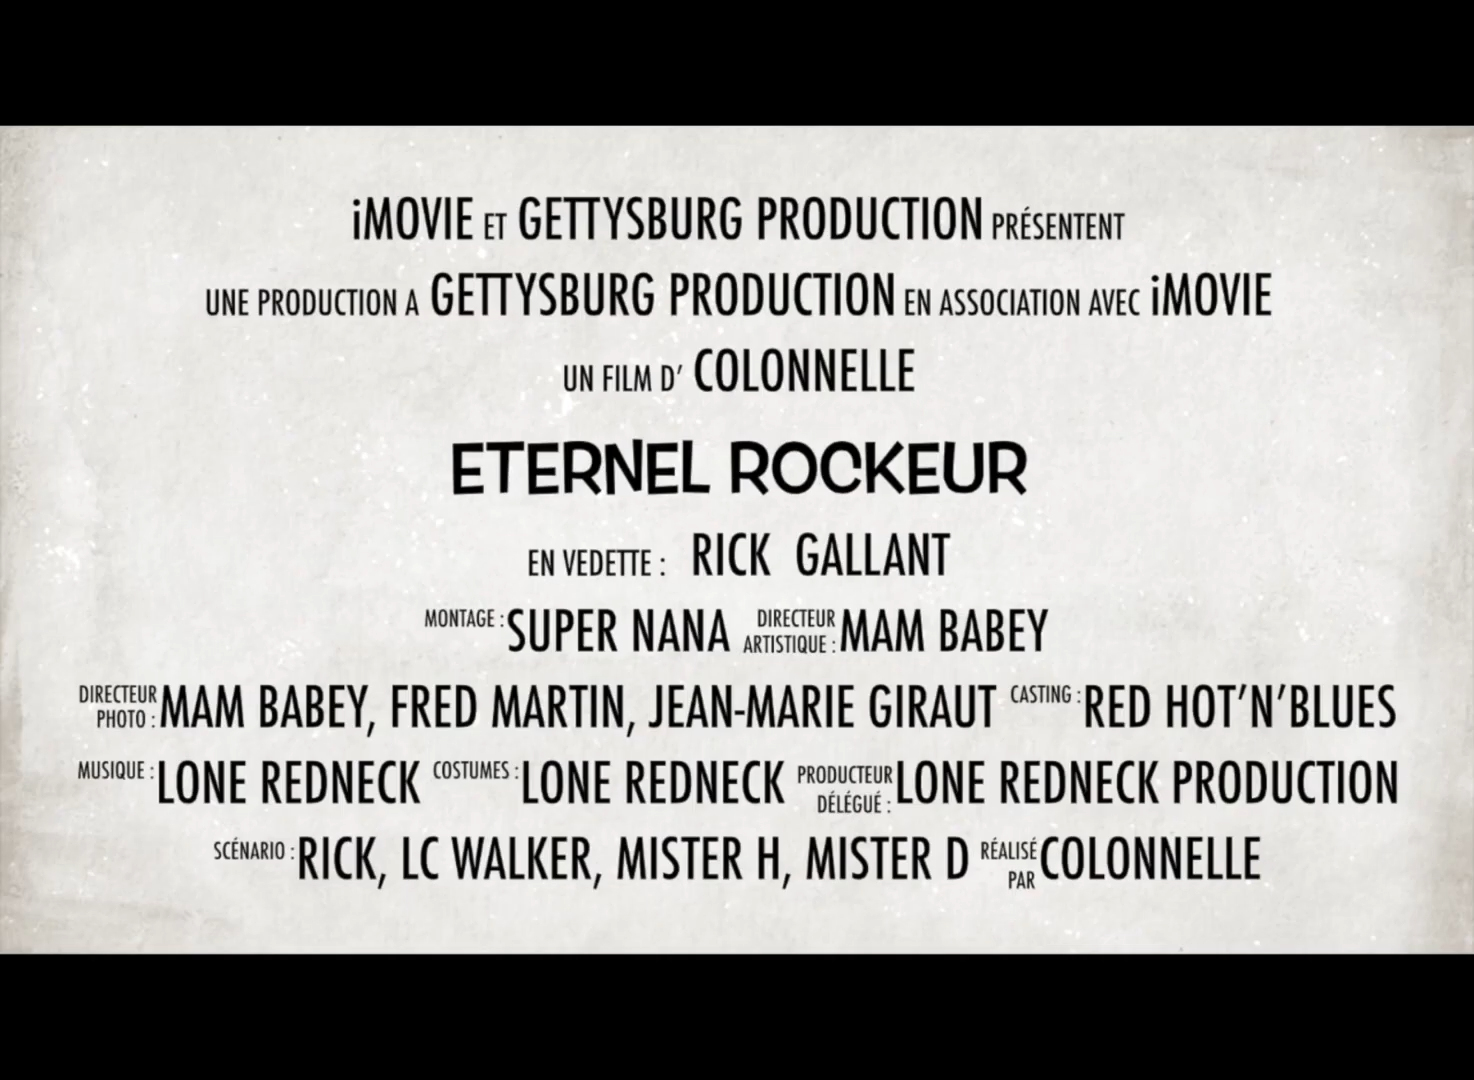 iMOVIE ET GETTYSBURG PRODUCTION PRÉSENTENT
UNE PRODUCTION A GETTYSBURG PRODUCTION EN ASSOCIATION AVEC iMOVIE
UN FILM D' COLONNELLE
ETERNEL ROCKEUR
EN VEDETTE : RICK GALLANT
MONTAGE : SUPER NANA DIRECTEUR ARTISTIQUE : MAM BABEY
DIRECTEUR PHOTO : MAM BABEY, FRED MARTIN, JEAN-MARIE GIRAUT CASTING : RED HOT'N'BLUES
MUSIQUE : LONE REDNECK COSTUMES : LONE REDNECK PRODUCTEUR DÉLÉGUÉ : LONE REDNECK PRODUCTION
SCÉNARIO : RICK, LC WALKER, MISTER H, MISTER D RÉALISÉ PAR COLONNELLE